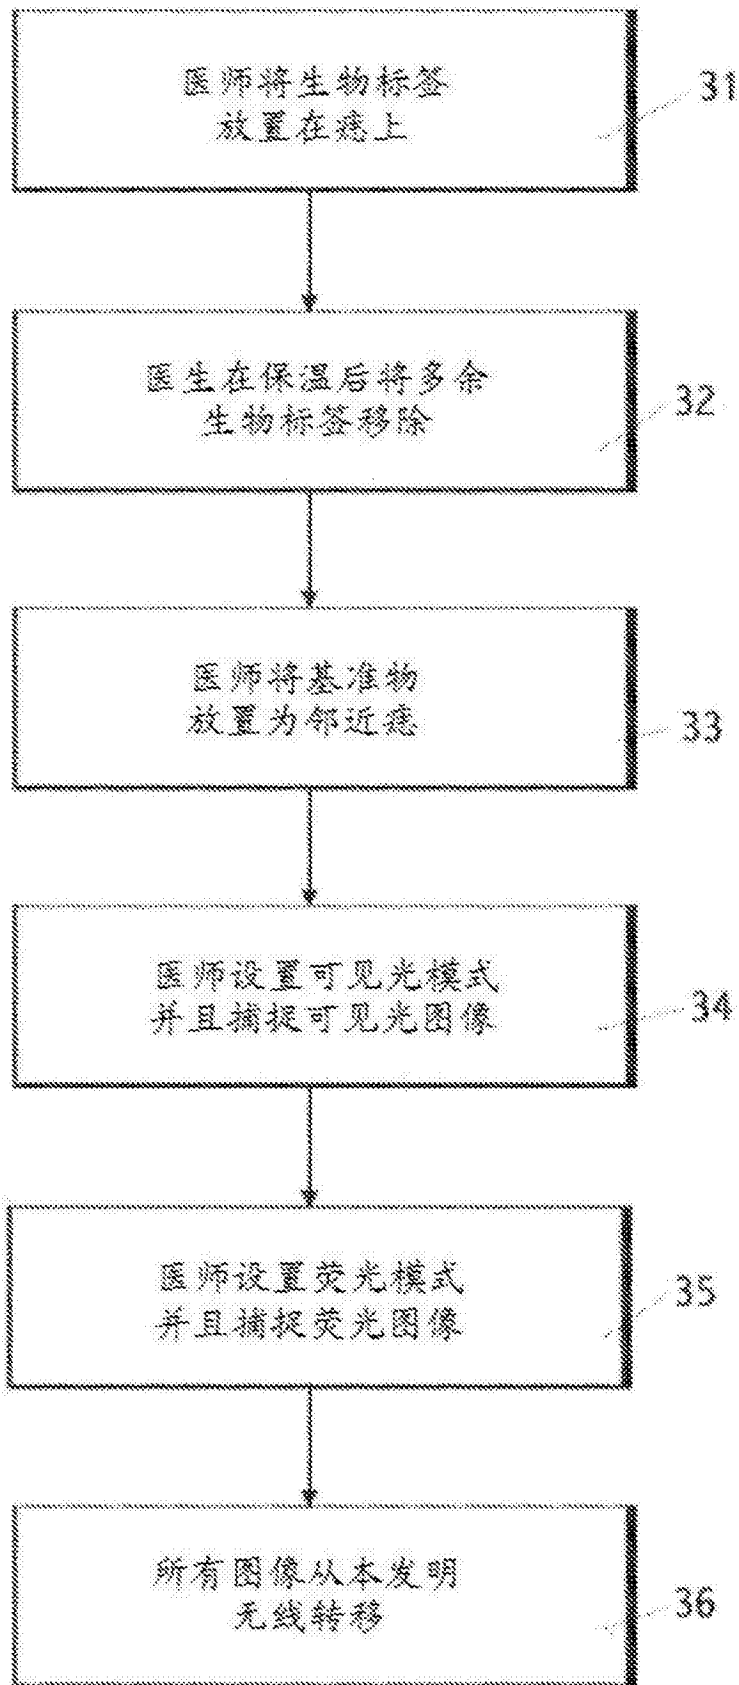 医师将生物标签
放置在痣上
31
医生在保温后将多余
生物标签移除
32
医师将基准物
放置为邻近痣
33
医师设置可见光模式
并且捕捉可见光图像
34
医师设置荧光模式
并且捕捉荧光图像
35
所有图像从本发明
无线转移
36